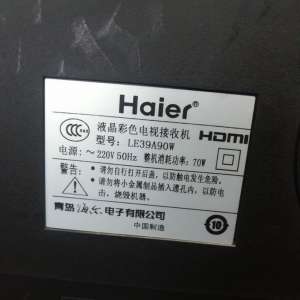 Haier®
CCC
液晶彩色电视接收机
HDMI
型号: LE39A90W
电源: ～220V 50Hz 整机消耗功率: 70W
警告: • 请勿自行打开后盖, 以防触电发生危险。
• 请勿将小金属制品插入透孔内, 以防触电、烧毁机器。
青岛海尔电子有限公司
中国制造
10